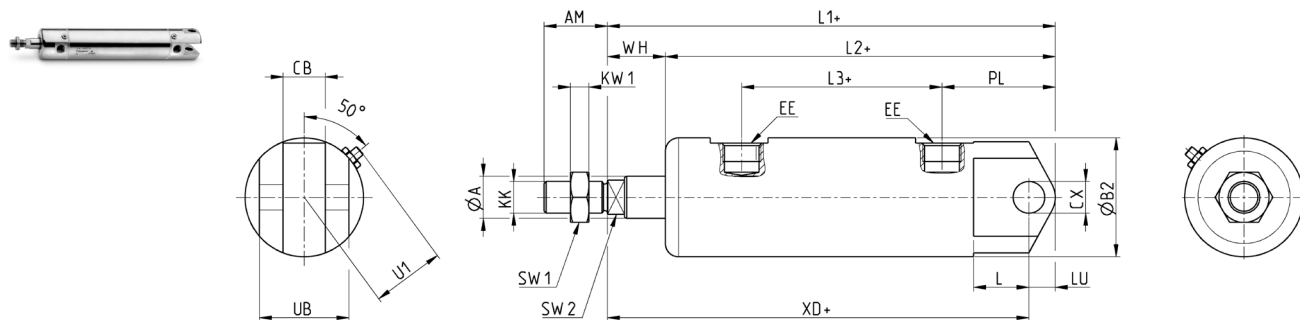 AM
L1+
WH
L2+
CB
KW1
L3+
PL
50°
EE
EE
ØA
KK
CX
ØB2
U1
SW1
L
LU
UB
SW2
XD+